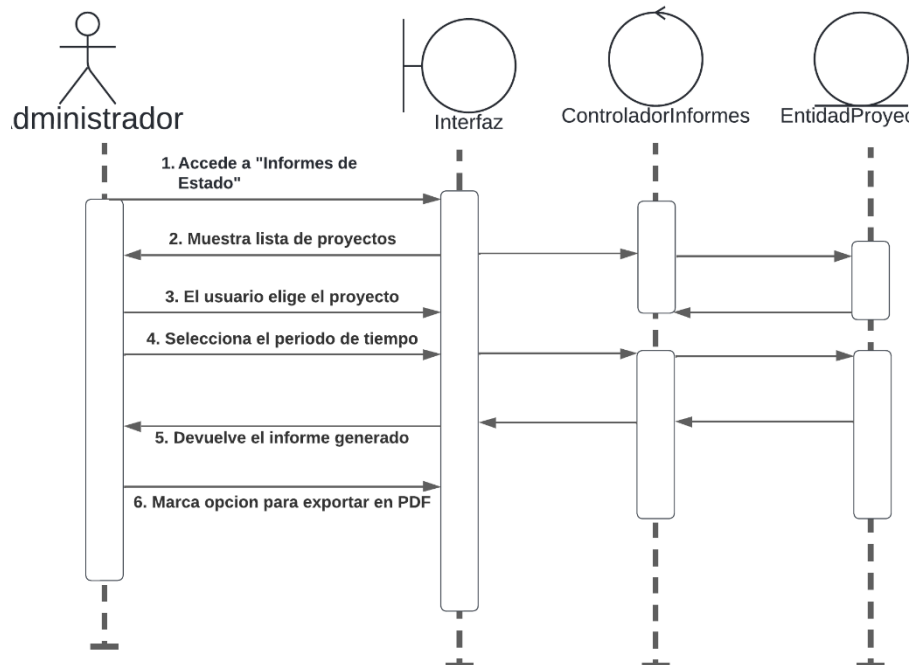 dministrador
Interfaz
ControladorInformes
EntidadProyec
1. Accede a "Informes de
Estado"
2. Muestra lista de proyectos
3. El usuario elige el proyecto
4. Selecciona el periodo de tiempo
5. Devuelve el informe generado
6. Marca opcion para exportar en PDF